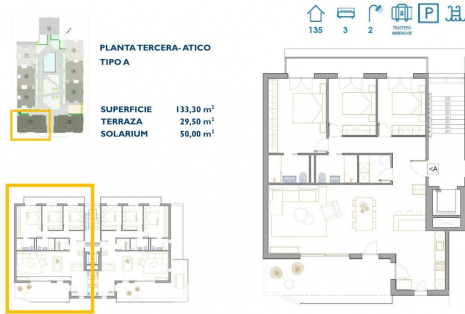 PLANTA TERCERA- ATICO
TIPO A
SUPERFICIE 133,30 m²
TERRAZA 29,50 m²
SOLARIUM 50,00 m²
135 3 2 TRASTERO P
<A